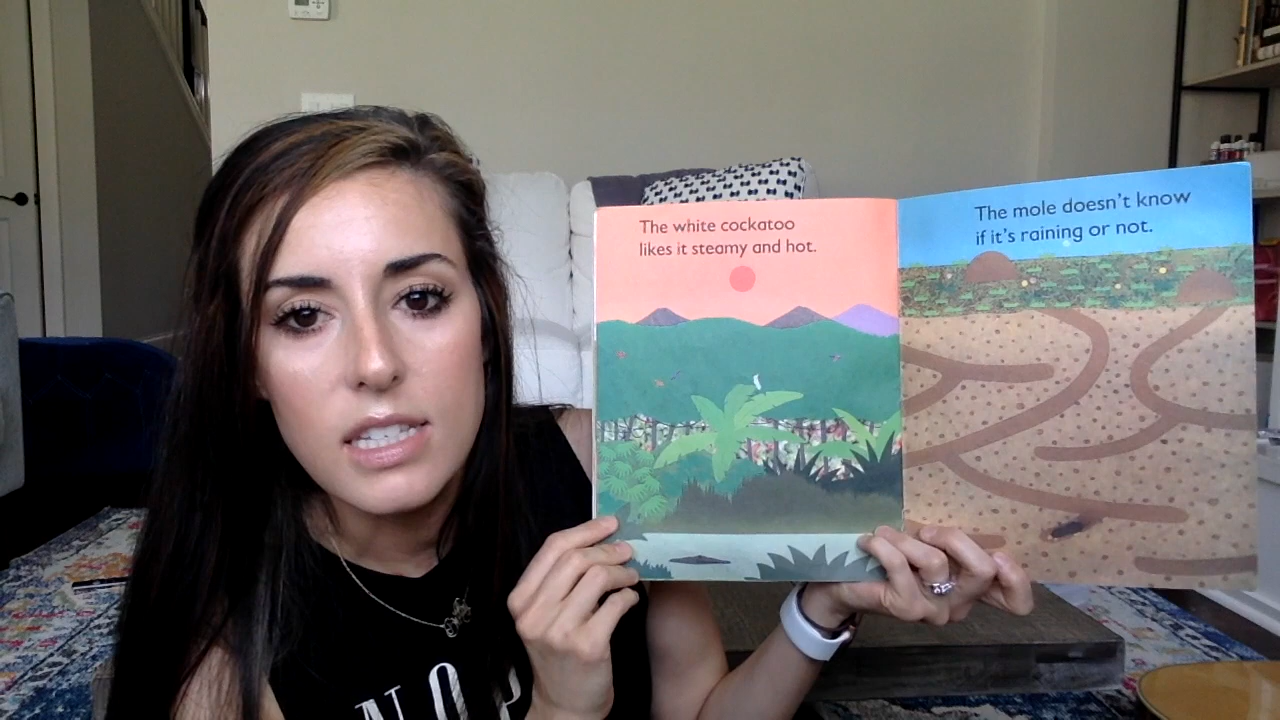 The white cockatoo
likes it steamy and hot.
The mole doesn't know
if it's raining or not.